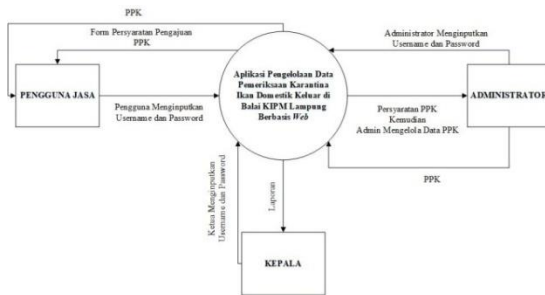 PPK
Form Persyaratan Pengajuan
PPK
PENGGUNA JASA
Pengguna Menginputkan
Username dan Password
Aplikasi Pengelolaan Data
Pemeriksaan Karantina
Ikan Domestik Keluar di
Balai KIPM Lampung
Berbasis Web
Administrator Menginputkan
Username dan Password
ADMINISTRATOR
Persyaratan PPK
Kemudian
Admin Mengelola Data PPK
PPK
Ketua Menginputkan
Username dan Password
Laporan
KEPALA